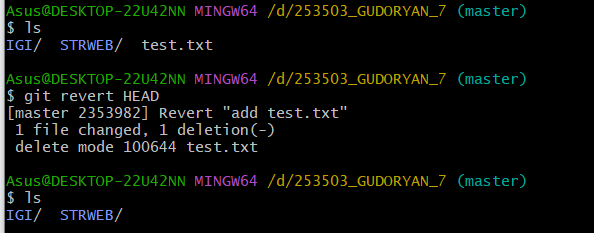 Asus@DESKTOP-22U42NN MINGW64 /d/253503_GUDORYAN_7 (master)
$ ls
IGI/  STRWEB/  test.txt
Asus@DESKTOP-22U42NN MINGW64 /d/253503_GUDORYAN_7 (master)
$ git revert HEAD
[master 2353982] Revert "add test.txt"
 1 file changed, 1 deletion(-)
 delete mode 100644 test.txt
Asus@DESKTOP-22U42NN MINGW64 /d/253503_GUDORYAN_7 (master)
$ ls
IGI/  STRWEB/